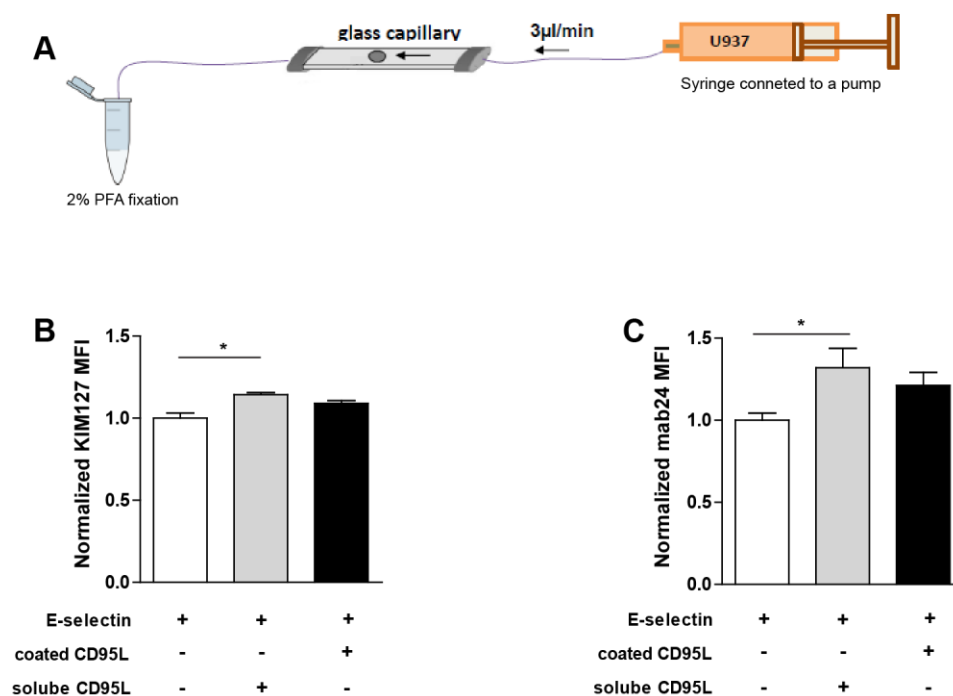 A
glass capillary
3µl/min
U937
Syringe conneted to a pump
2% PFA fixation
B
Normalized KIM127 MFI
1.5
1.0
0.5
0.0
*
E-selectin + + +
coated CD95L - - +
solube CD95L - + -
C
Normalized mab24 MFI
1.5
1.0
0.5
0.0
*
E-selectin + + +
coated CD95L - - +
solube CD95L - + -